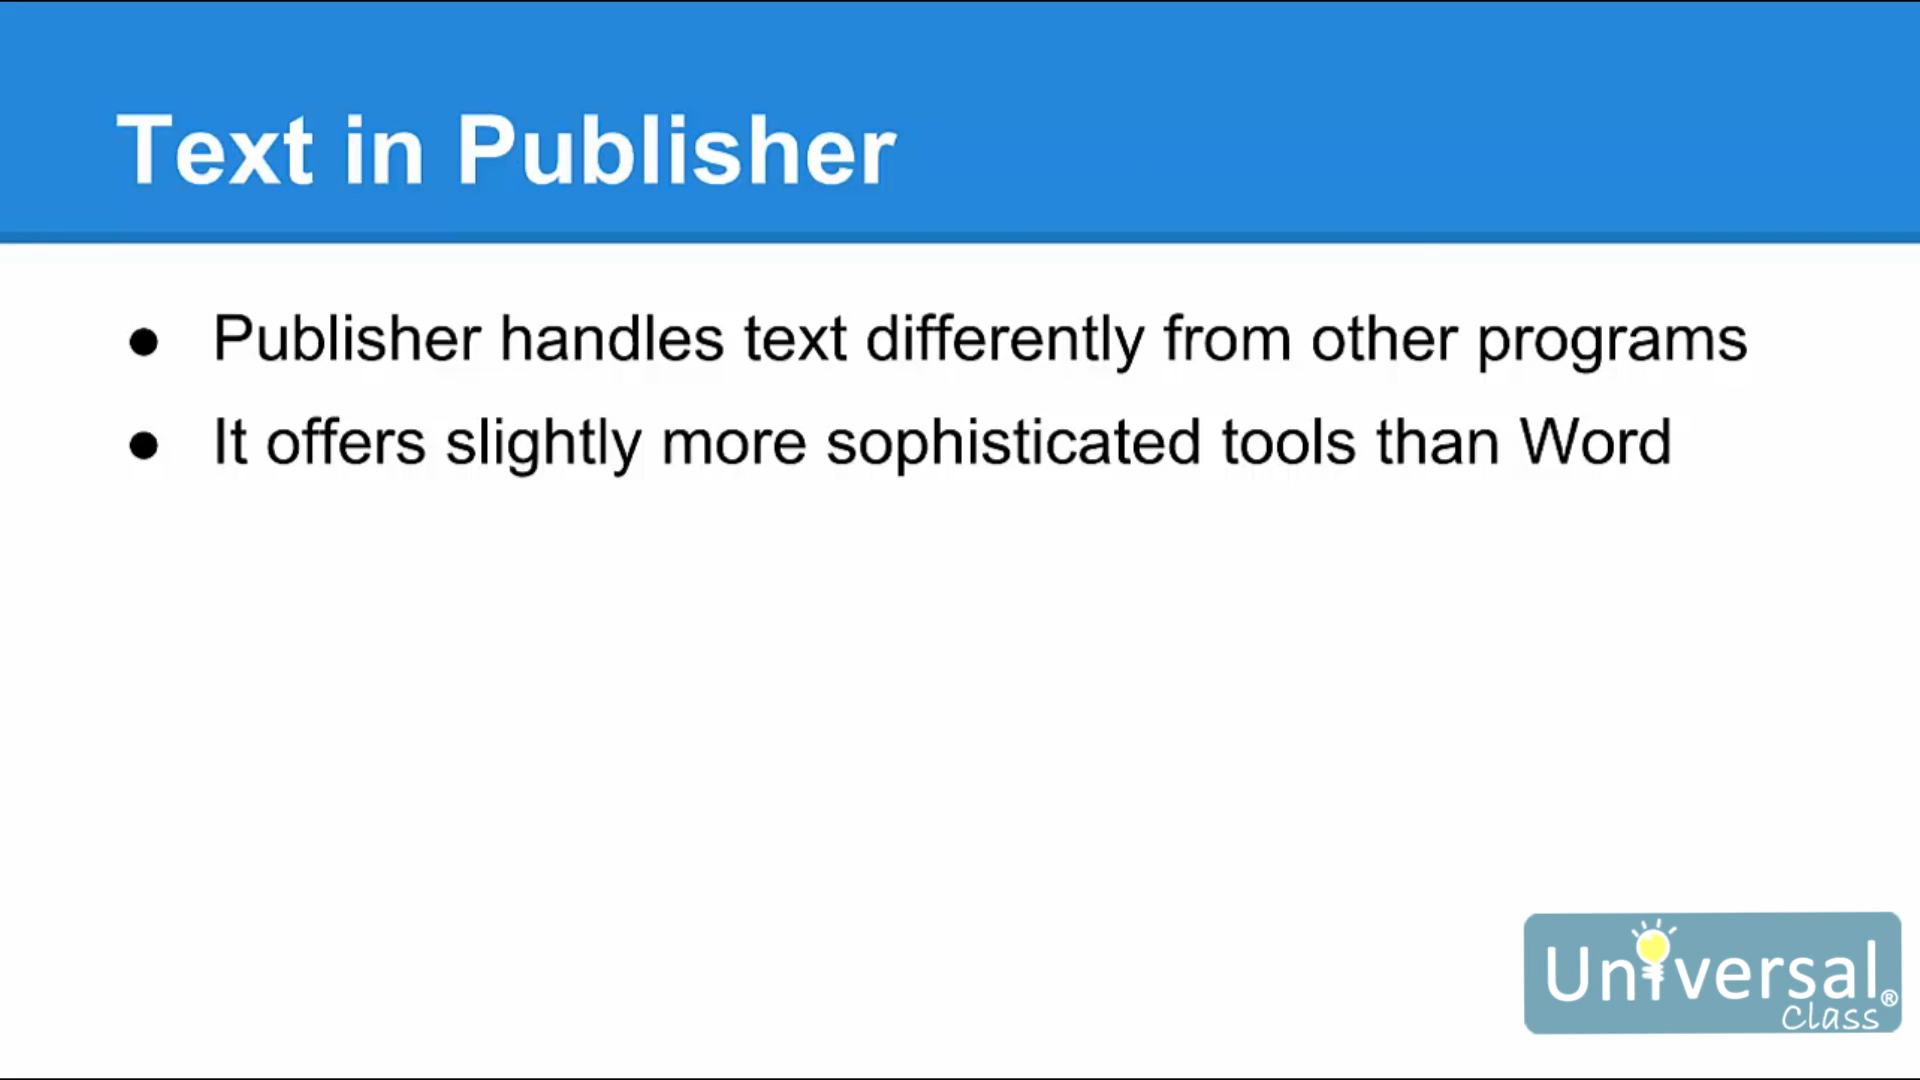 Text in Publisher
● Publisher handles text differently from other programs
● It offers slightly more sophisticated tools than Word
Universal®
Class